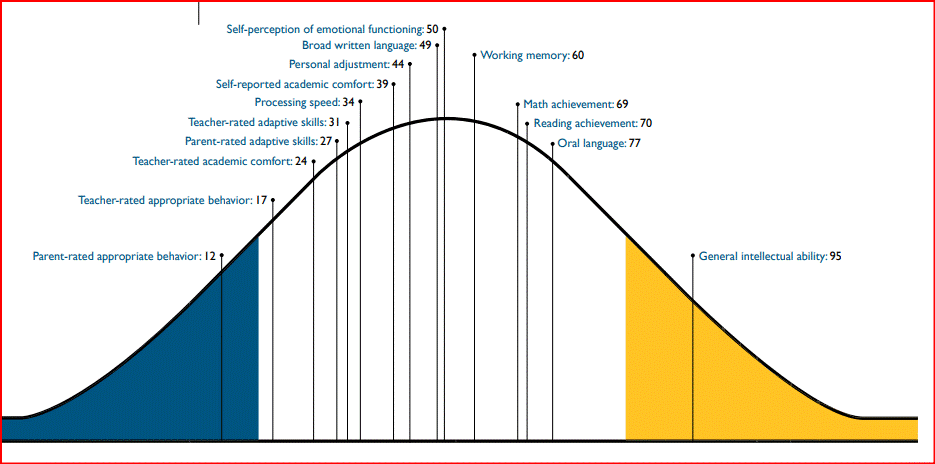 Self-perception of emotional functioning: 50
Broad written language: 49
Working memory: 60
Personal adjustment: 44
Self-reported academic comfort: 39
Processing speed: 34
Math achievement: 69
Teacher-rated adaptive skills: 31
Reading achievement: 70
Parent-rated adaptive skills: 27
Oral language: 77
Teacher-rated academic comfort: 24
Teacher-rated appropriate behavior: 17
Parent-rated appropriate behavior: 12
General intellectual ability: 95